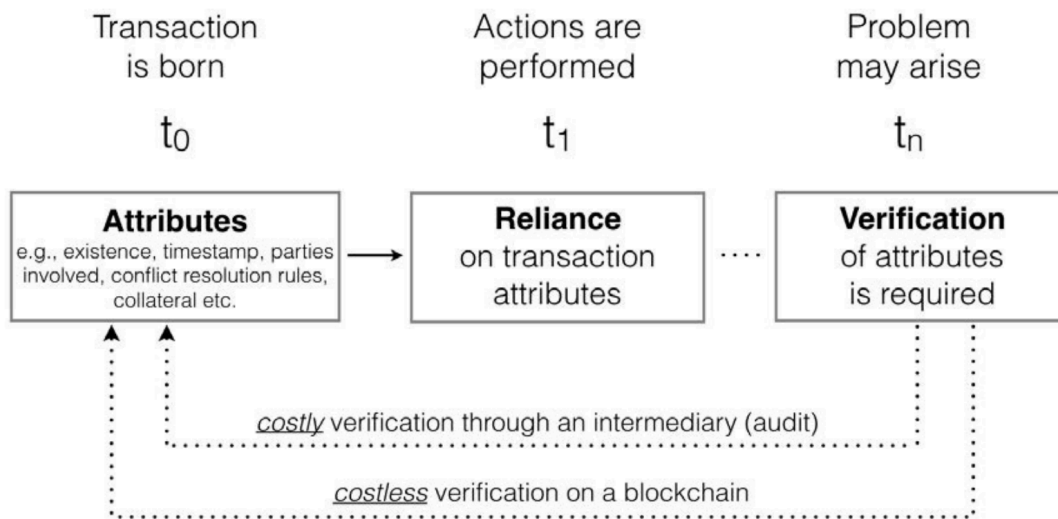 Transaction
is born
Actions are
performed
Problem
may arise
t₀
t₁
tₙ
Attributes
e.g., existence, timestamp, parties
involved, conflict resolution rules,
collateral etc.
Reliance
on transaction
attributes
Verification
of attributes
is required
costly verification through an intermediary (audit)
costless verification on a blockchain